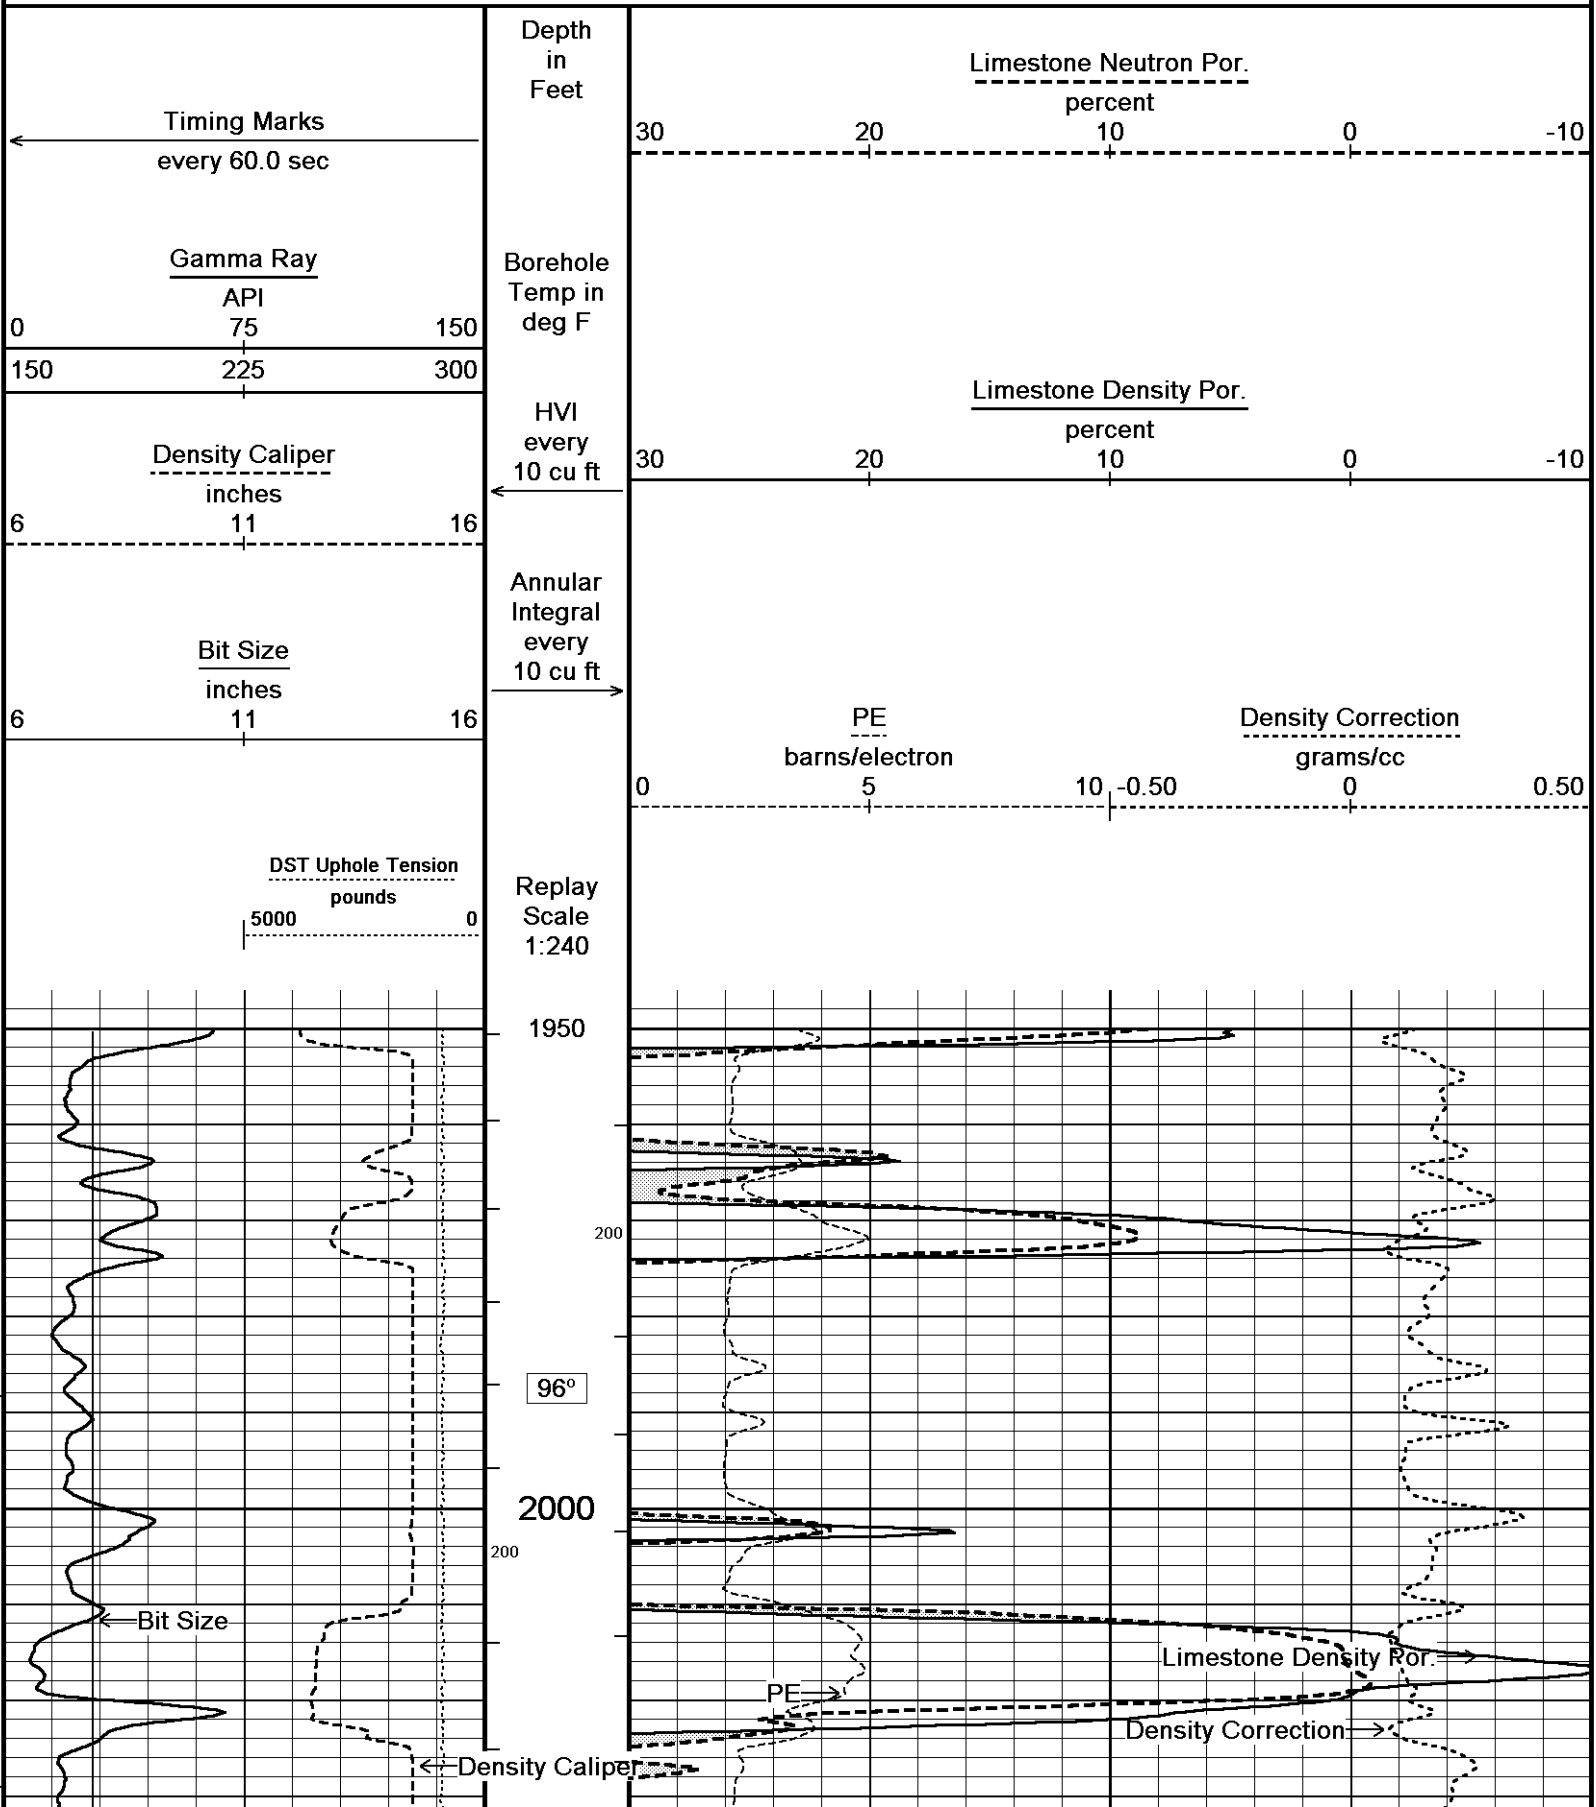 Timing Marks
every 60.0 sec
Gamma Ray
API
0 75 150
150 225 300
Density Caliper
inches
6 11 16
Bit Size
inches
6 11 16
DST Uphole Tension
pounds
5000 0
Depth
in
Feet
Borehole
Temp in
deg F
HVI
every
10 cu ft
Annular
Integral
every
10 cu ft
Replay
Scale
1:240
Limestone Neutron Por.
percent
30 20 10 0 -10
Limestone Density Por.
percent
30 20 10 0 -10
PE
barns/electron
0 5 10
Density Correction
grams/cc
-0.50 0 0.50
1950
200
96º
2000
200
Bit Size
Limestone Density Por.
PE
Density Correction
Density Caliper